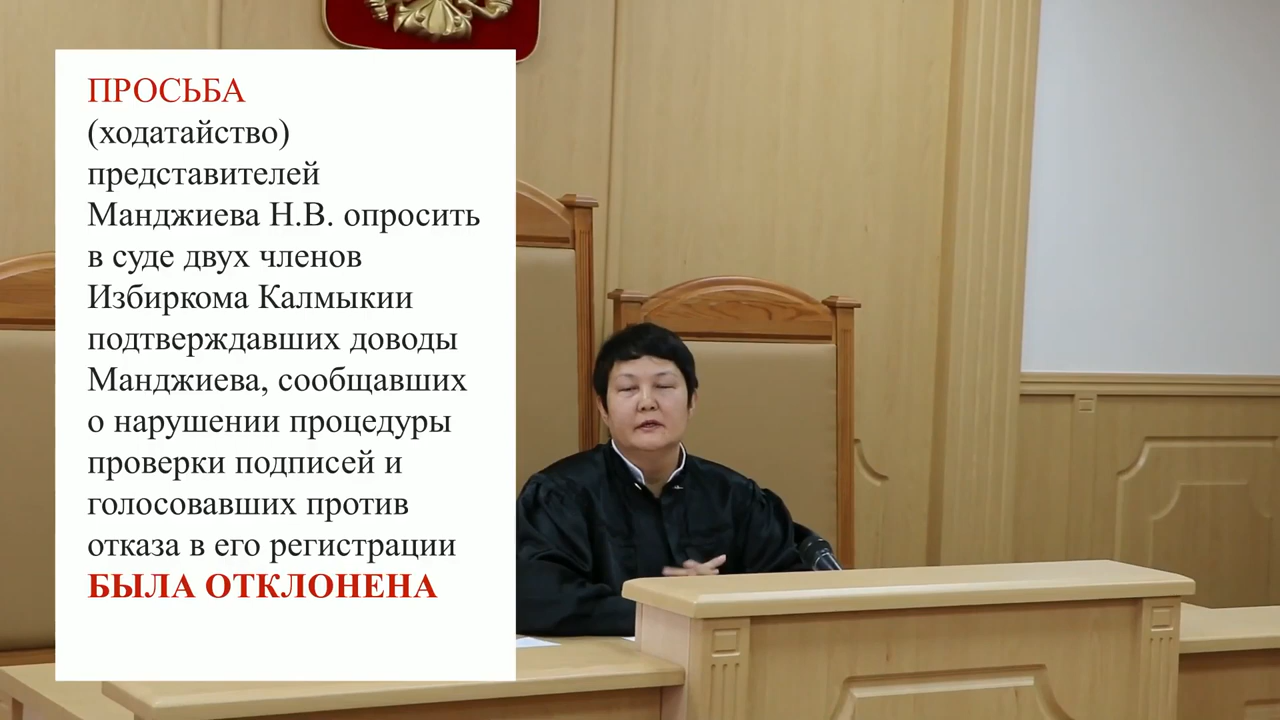 ПРОСЬБА
(ходатайство)
представителей
Манджиева Н.В. опросить
в суде двух членов
Избиркома Калмыкии
подтверждавших доводы
Манджиева, сообщавших
о нарушении процедуры
проверки подписей и
голосовавших против
отказа в его регистрации
БЫЛА ОТКЛОНЕНА